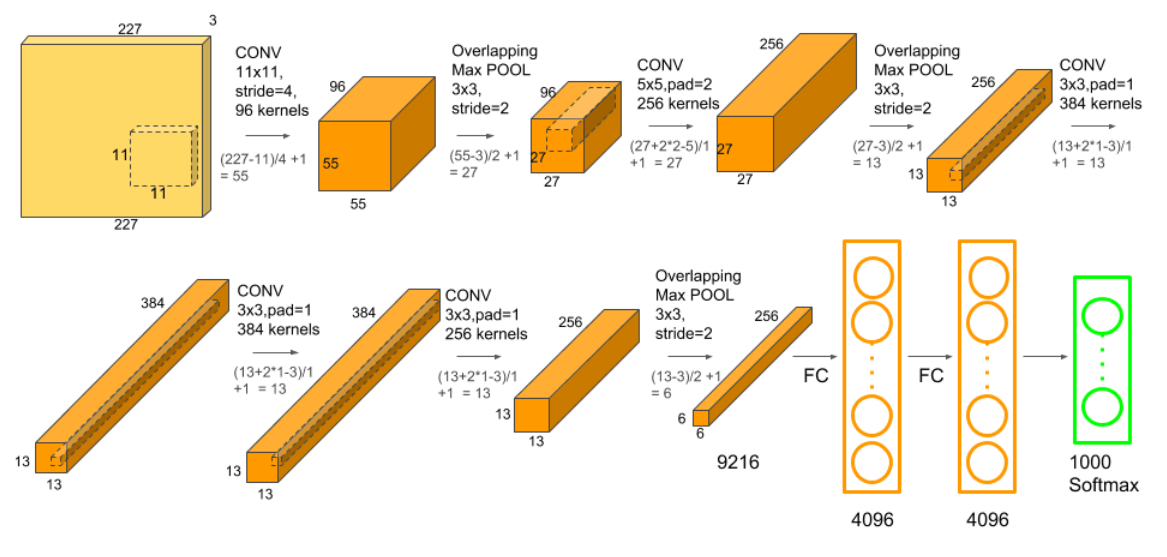 227
3
CONV
11x11,
stride=4,
96 kernels
(227-11)/4 +1
= 55
11
11
227
96
55
55
Overlapping
Max POOL
3x3,
stride=2
(55-3)/2 +1
= 27
96
27
27
CONV
5x5,pad=2
256 kernels
(27+2*2-5)/1
+1 = 27
256
27
27
Overlapping
Max POOL
3x3,
stride=2
(27-3)/2 +1
= 13
256
13
13
CONV
3x3,pad=1
384 kernels
(13+2*1-3)/1
+1 = 13
384
13
13
CONV
3x3,pad=1
384 kernels
(13+2*1-3)/1
+1 = 13
384
13
13
CONV
3x3,pad=1
256 kernels
(13+2*1-3)/1
+1 = 13
256
13
13
Overlapping
Max POOL
3x3,
stride=2
(13-3)/2 +1
= 6
256
6
6
9216
FC
4096
FC
4096
1000
Softmax